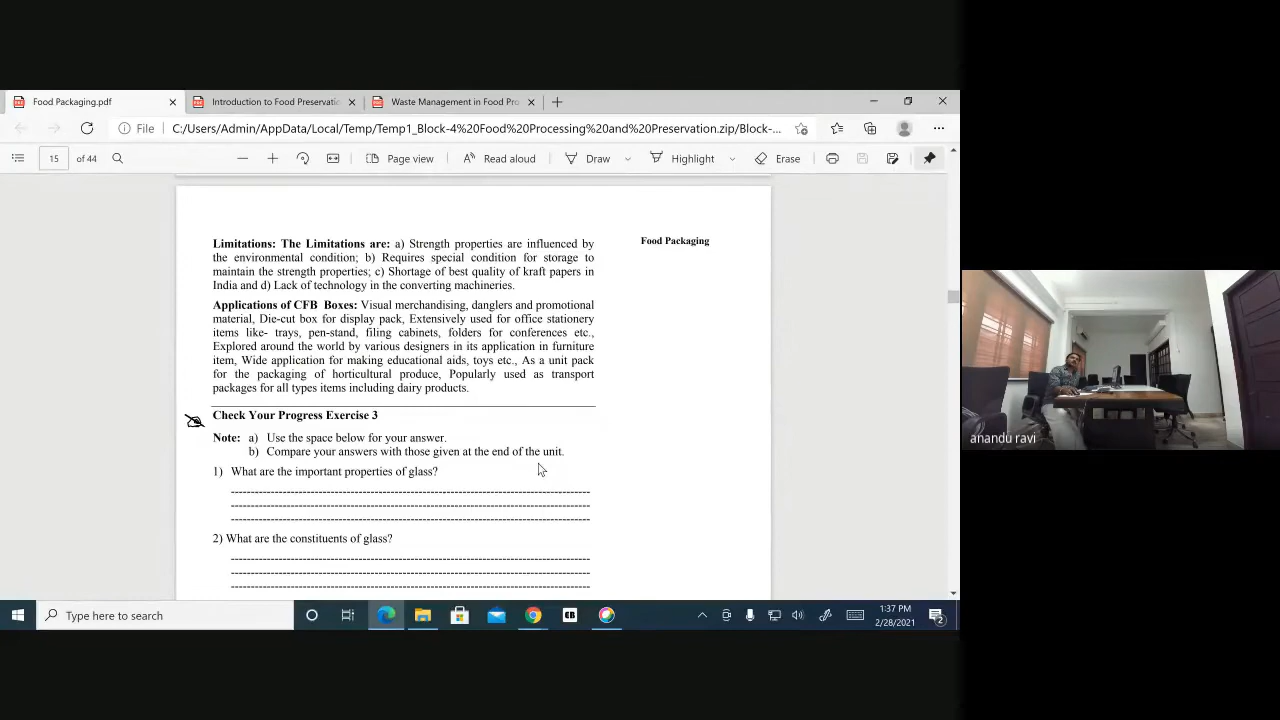 Food Packaging.pdf
Introduction to Food Preservatio
Waste Management in Food Pro
File
C:/Users/Admin/AppData/Local/Temp/Temp1_Block-4%20Food%20Processing%20and%20Preservation.zip/Block-...
15 of 44
Page view
Read aloud
Draw
Highlight
Erase
Limitations: The Limitations are: a) Strength properties are influenced by
the environmental condition; b) Requires special condition for storage to
maintain the strength properties; c) Shortage of best quality of kraft papers in
India and d) Lack of technology in the converting machineries.
Food Packaging
Applications of CFB Boxes: Visual merchandising, danglers and promotional
material, Die-cut box for display pack, Extensively used for office stationery
items like- trays, pen-stand, filing cabinets, folders for conferences etc.,
Explored around the world by various designers in its application in furniture
item, Wide application for making educational aids, toys etc., As a unit pack
for the packaging of horticultural produce, Popularly used as transport
packages for all types items including dairy products.
Check Your Progress Exercise 3
Note: a) Use the space below for your answer.
b) Compare your answers with those given at the end of the unit.
1) What are the important properties of glass?
2) What are the constituents of glass?
anandu ravi
Type here to search
CB
1:37 PM
2/28/2021
2